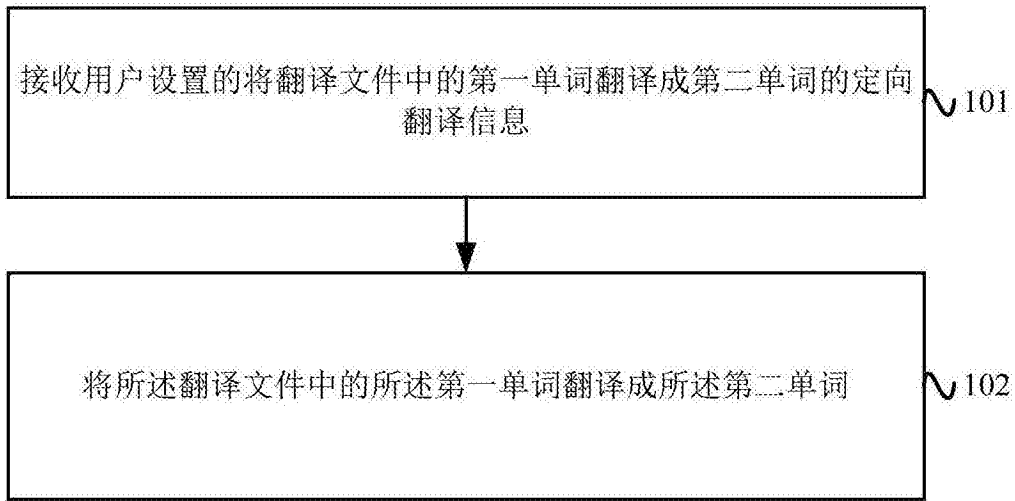 接收用户设置的将翻译文件中的第一单词翻译成第二单词的定向
翻译信息
101
将所述翻译文件中的所述第一单词翻译成所述第二单词
102